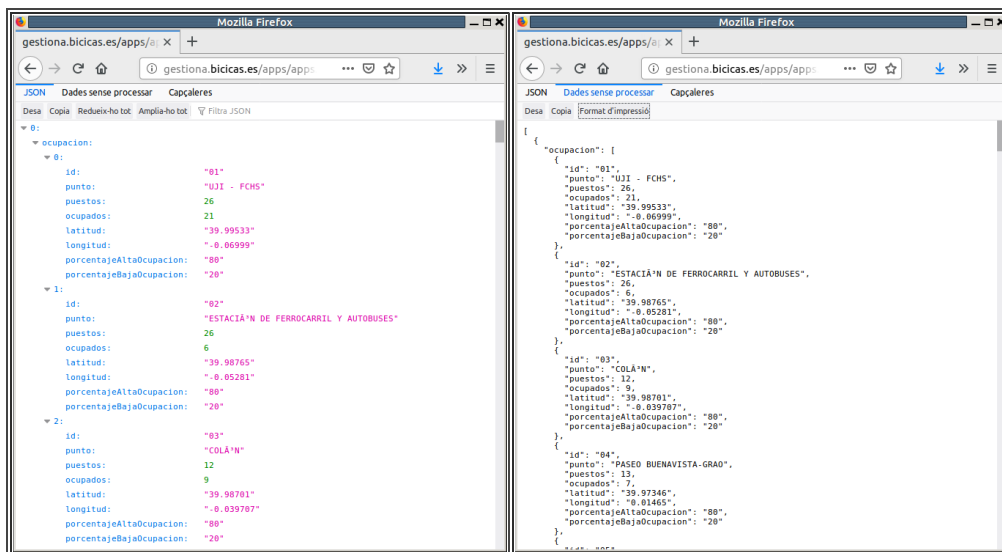 Mozilla Firefox
gestiona.bicicas.es/apps/a
gestiona.bicicas.es/apps/apps
JSON Dades sense processar Capçaleres
Desa Copia Redueix-ho tot Amplia-ho tot Filtra JSON
0:
ocupacion:
0:
id: "01"
punto: "UJI - FCHS"
puestos: 26
ocupados: 21
latitud: "39.99533"
longitud: "-0.06999"
porcentajeAltaOcupacion: "80"
porcentajeBajaOcupacion: "20"
1:
id: "02"
punto: "ESTACIÃ³N DE FERROCARRIL Y AUTOBUSES"
puestos: 26
ocupados: 6
latitud: "39.98765"
longitud: "-0.05281"
porcentajeAltaOcupacion: "80"
porcentajeBajaOcupacion: "20"
2:
id: "03"
punto: "COLÃ³N"
puestos: 12
ocupados: 9
latitud: "39.98701"
longitud: "-0.039707"
porcentajeAltaOcupacion: "80"
porcentajeBajaOcupacion: "20"
Mozilla Firefox
gestiona.bicicas.es/apps/a
gestiona.bicicas.es/apps/apps
JSON Dades sense processar Capçaleres
Desa Copia Format d'impressió
[
{
"ocupacion": [
{
"id": "01",
"punto": "UJI - FCHS",
"puestos": 26,
"ocupados": 21,
"latitud": "39.99533",
"longitud": "-0.06999",
"porcentajeAltaOcupacion": "80",
"porcentajeBajaOcupacion": "20"
},
{
"id": "02",
"punto": "ESTACIÃ³N DE FERROCARRIL Y AUTOBUSES",
"puestos": 26,
"ocupados": 6,
"latitud": "39.98765",
"longitud": "-0.05281",
"porcentajeAltaOcupacion": "80",
"porcentajeBajaOcupacion": "20"
},
{
"id": "03",
"punto": "COLÃ³N",
"puestos": 12,
"ocupados": 9,
"latitud": "39.98701",
"longitud": "-0.039707",
"porcentajeAltaOcupacion": "80",
"porcentajeBajaOcupacion": "20"
},
{
"id": "04",
"punto": "PASEO BUENAVISTA-GRAO",
"puestos": 13,
"ocupados": 7,
"latitud": "39.97346",
"longitud": "0.01465",
"porcentajeAltaOcupacion": "80",
"porcentajeBajaOcupacion": "20"
},
{